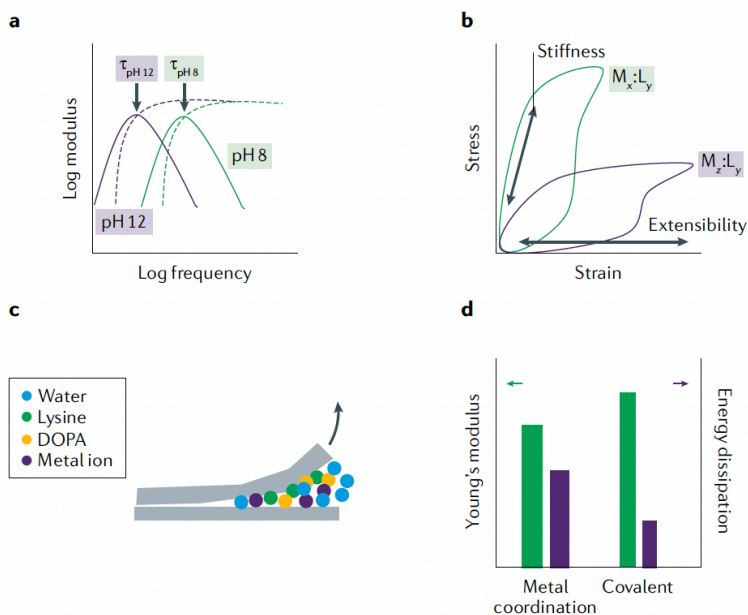 a
τpH 12
τpH 8
Log modulus
pH 8
pH 12
Log frequency
b
Stiffness
Mx:Ly
Mz:Ly
Stress
Extensibility
Strain
c
Water
Lysine
DOPA
Metal ion
d
Young's modulus
Energy dissipation
Metal
coordination
Covalent